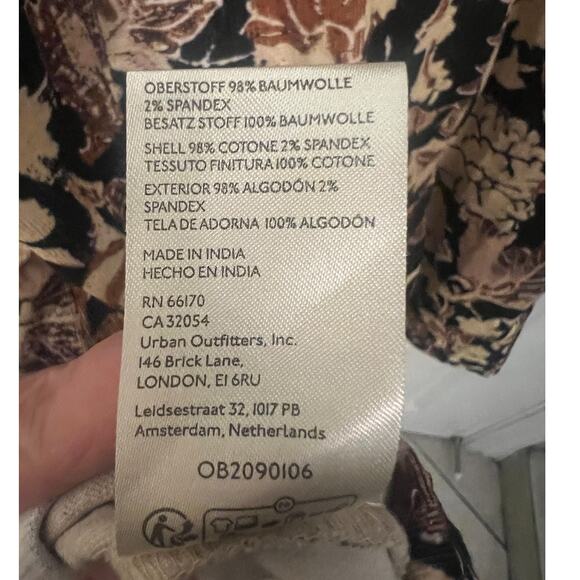 OBERSTOFF 98% BAUMWOLLE
2% SPANDEX
BESATZ STOFF 100% BAUMWOLLE
SHELL 98% COTONE 2% SPANDEX
TESSUTO FINITURA 100% COTONE
EXTERIOR 98% ALGODÓN 2%
SPANDEX
TELA DE ADORNA 100% ALGODÓN
MADE IN INDIA
HECHO EN INDIA
RN 66170
CA 32054
Urban Outfitters, Inc.
146 Brick Lane,
LONDON, E1 6RU
Leidsestraat 32, 1017 PB
Amsterdam, Netherlands
OB2090106